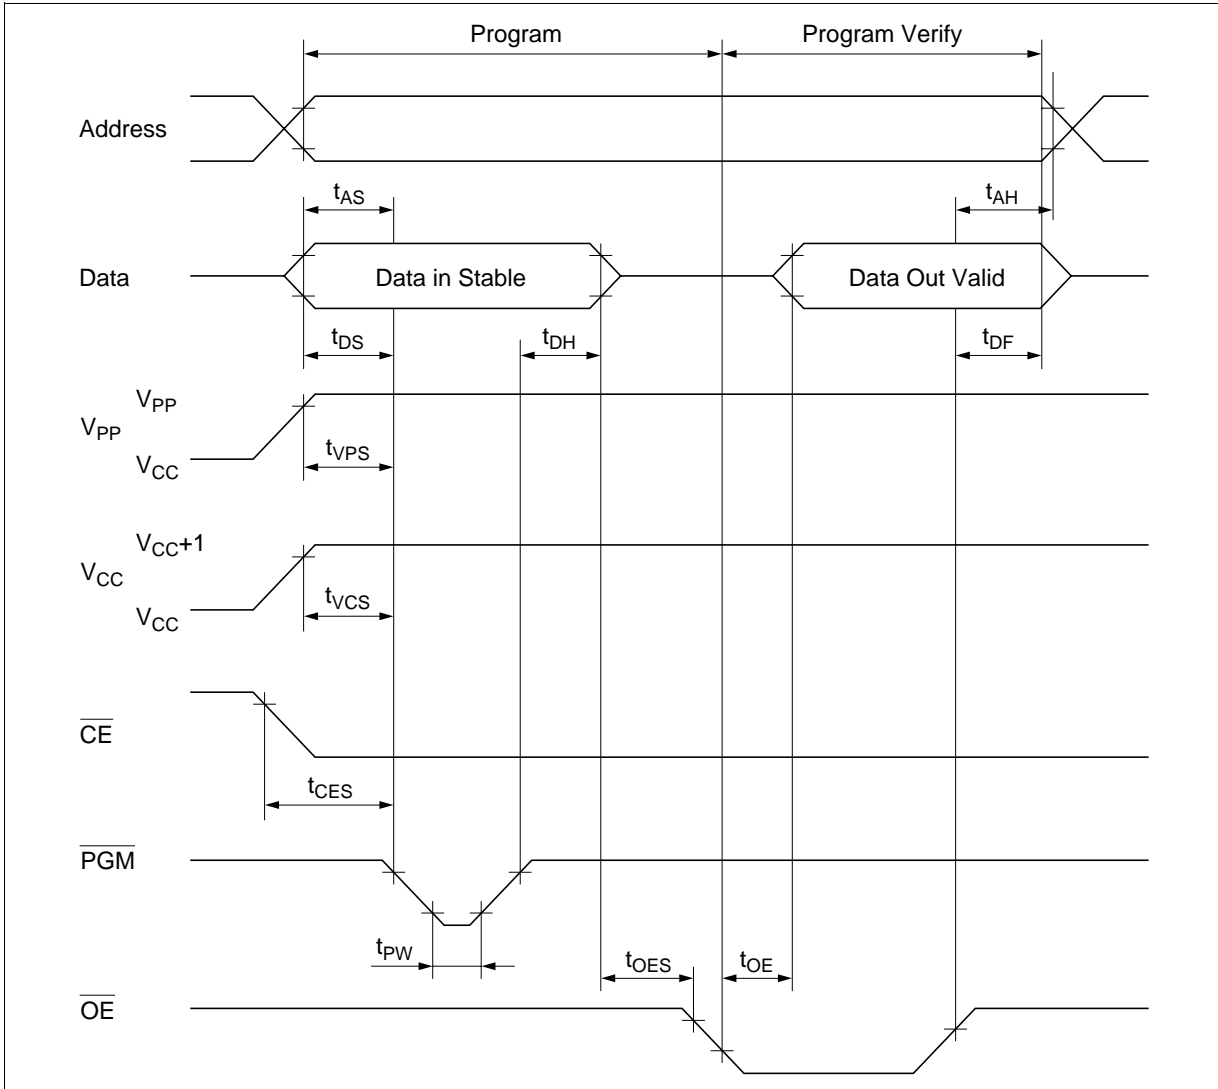 Program
Program Verify
Address
tAS
tAH
Data
Data in Stable
Data Out Valid
tDS
tDH
tDF
VPP
VPP
VCC
tVPS
VCC+1
VCC
VCC
tVCS
CE
tCES
PGM
tPW
tOES
tOE
OE